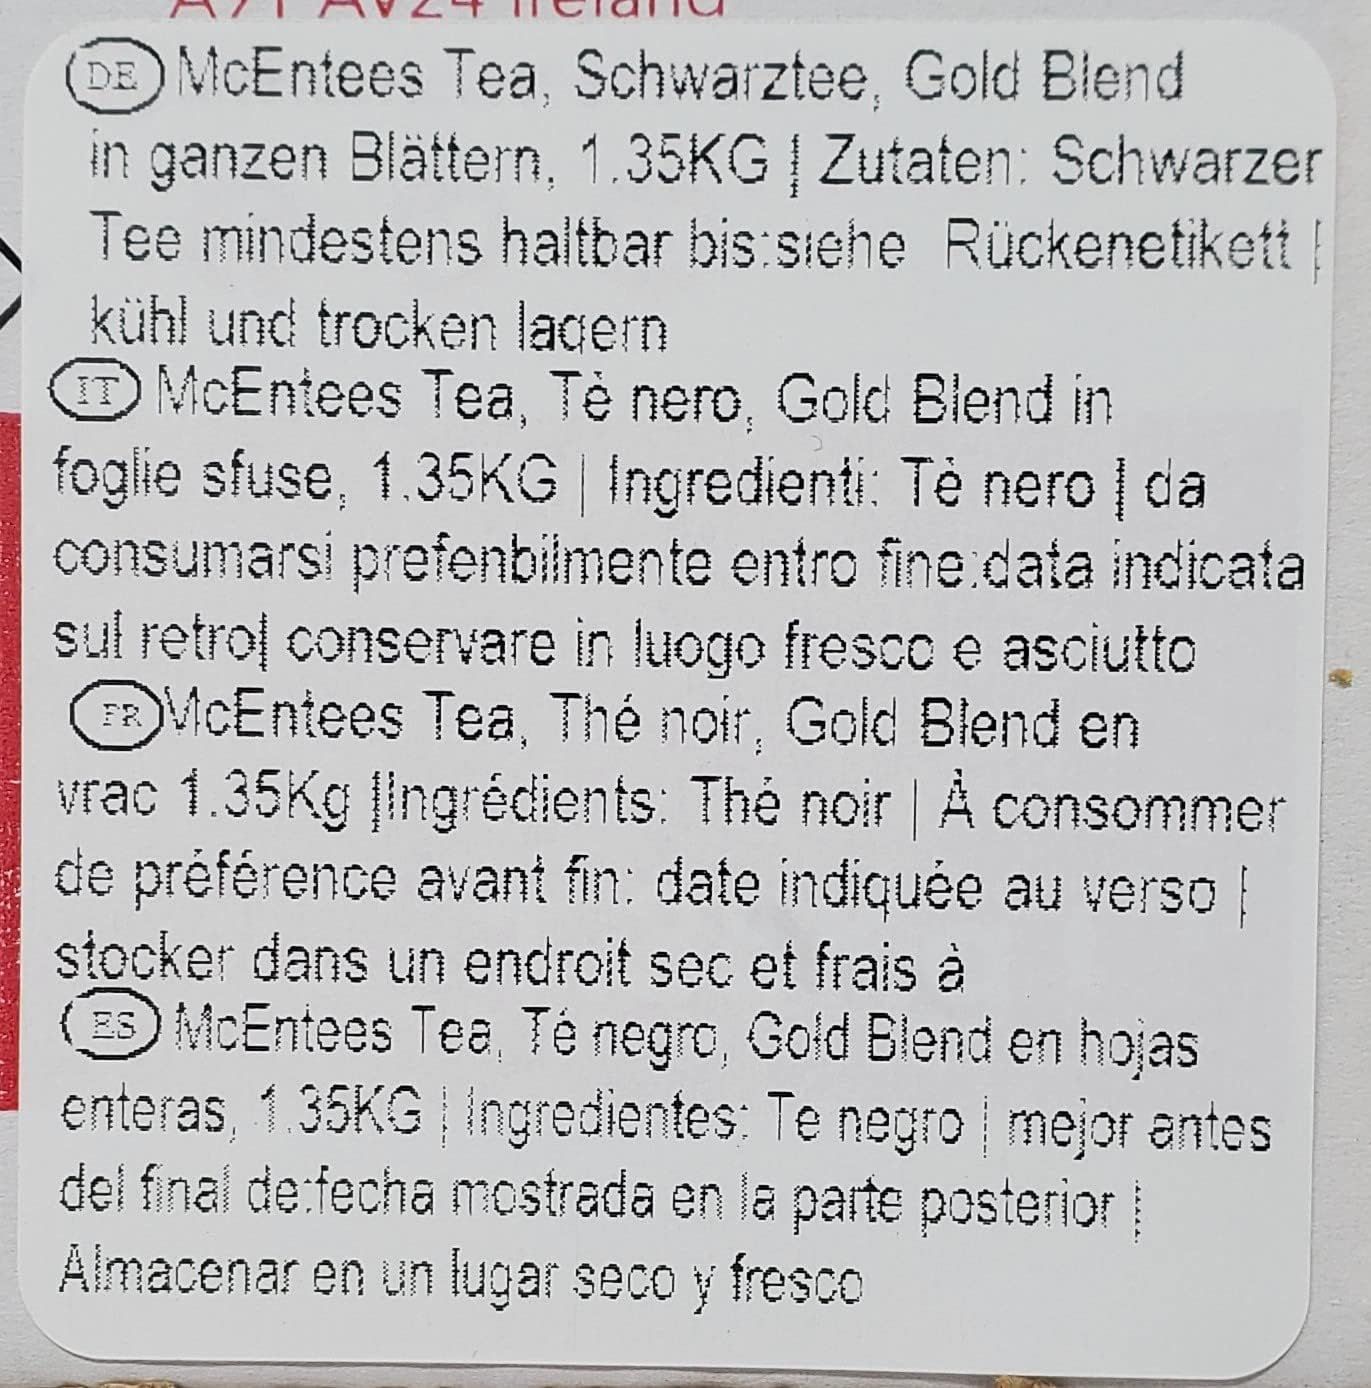 A91 AV24 Ireland
DE McEntees Tea, Schwarztee, Gold Blend
in ganzen Blättern, 1.35KG | Zutaten: Schwarzer
Tee mindestens haltbar bis:siehe Rückenetikett |
kühl und trocken lagern
IT McEntees Tea, Tè nero, Gold Blend in
foglie sfuse, 1.35KG | Ingredienti: Tè nero | da
consumarsi prefenbilmente entro fine:data indicata
sul retro| conservare in luogo fresco e asciutto
FR McEntees Tea, Thé noir, Gold Blend en
vrac 1.35Kg |Ingrédients: Thé noir | À consommer
de préférence avant fin: date indiquée au verso |
stocker dans un endroit sec et frais à
ES McEntees Tea, Té negro, Gold Blend en hojas
enteras, 1.35KG | Ingredientes: Te negro | mejor antes
del final de:fecha mostrada en la parte posterior |
Almacenar en un lugar seco y fresco